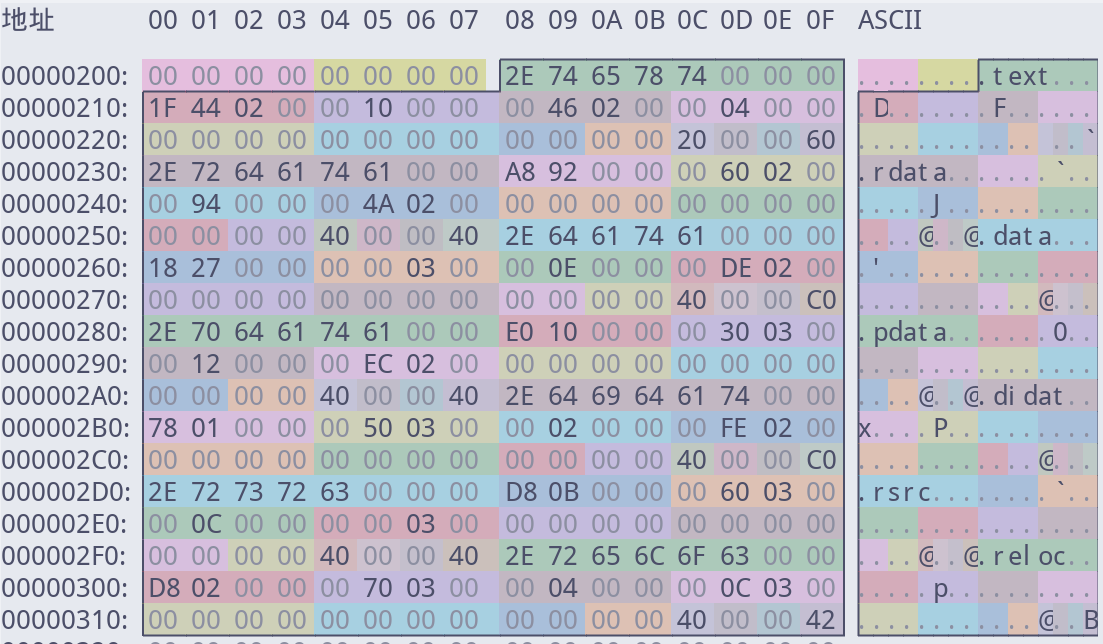 地址 00 01 02 03 04 05 06 07 08 09 0A 0B 0C 0D 0E 0F ASCII
00000200: 00 00 00 00 00 00 00 00 2E 74 65 78 74 00 00 00 .........text...
00000210: 1F 44 02 00 00 10 00 00 00 46 02 00 00 04 00 00 .D.......F......
00000220: 00 00 00 00 00 00 00 00 00 00 00 00 20 00 00 60 ............ ..`
00000230: 2E 72 64 61 74 61 00 00 A8 92 00 00 00 60 02 00 .rdata.......`..
00000240: 00 94 00 00 00 4A 02 00 00 00 00 00 00 00 00 00 .....J..........
00000250: 00 00 00 00 40 00 00 40 2E 64 61 74 61 00 00 00 ....@..@.data...
00000260: 18 27 00 00 00 00 03 00 00 0E 00 00 00 DE 02 00 .'..............
00000270: 00 00 00 00 00 00 00 00 00 00 00 00 40 00 00 C0 ............@...
00000280: 2E 70 64 61 74 61 00 00 E0 10 00 00 00 30 03 00 .pdata.......0..
00000290: 00 12 00 00 00 EC 02 00 00 00 00 00 00 00 00 00 ................
000002A0: 00 00 00 00 40 00 00 40 2E 64 69 64 61 74 00 00 ....@..@.didat..
000002B0: 78 01 00 00 00 50 03 00 00 02 00 00 00 FE 02 00 x....P..........
000002C0: 00 00 00 00 00 00 00 00 00 00 00 00 40 00 00 C0 ............@...
000002D0: 2E 72 73 72 63 00 00 00 D8 0B 00 00 00 60 03 00 .rsrc........`..
000002E0: 00 0C 00 00 00 00 03 00 00 00 00 00 00 00 00 00 ................
000002F0: 00 00 00 00 40 00 00 40 2E 72 65 6C 6F 63 00 00 ....@..@.reloc..
00000300: D8 02 00 00 00 70 03 00 00 04 00 00 00 0C 03 00 .....p..........
00000310: 00 00 00 00 00 00 00 00 00 00 00 00 40 00 00 42 ............@..B